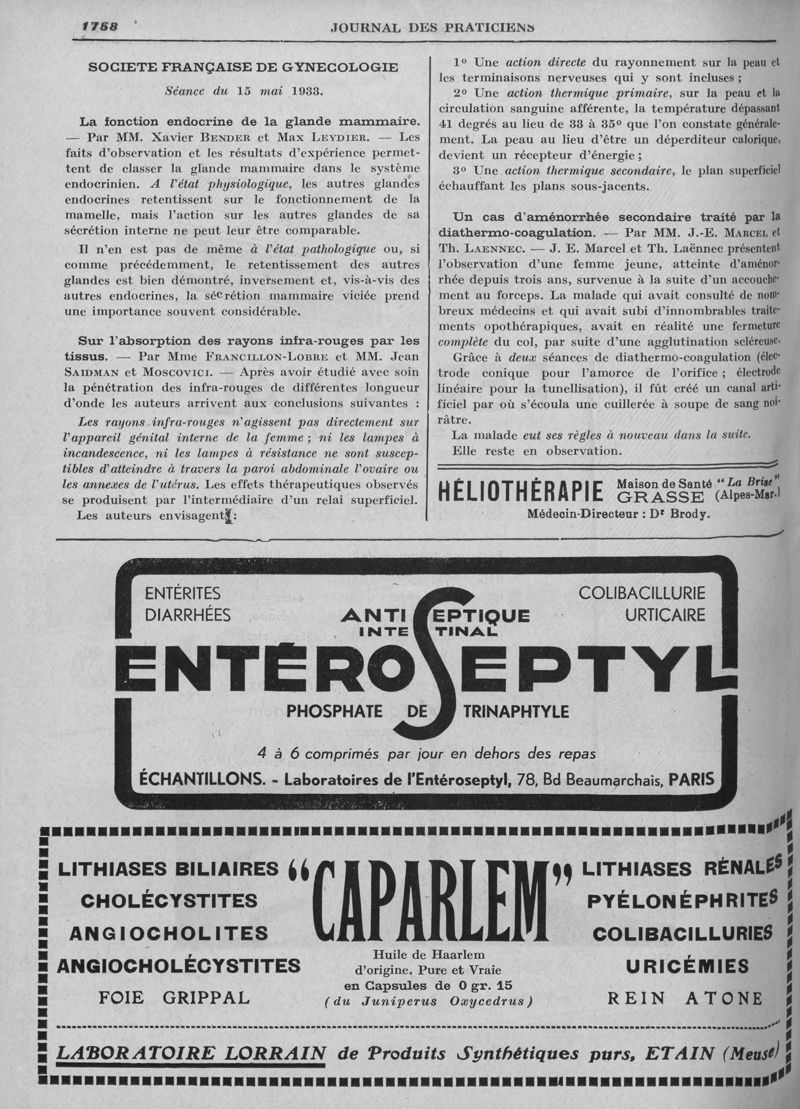 1758
JOURNAL DES PRATICIENS
SOCIETE FRANÇAISE DE GYNECOLOGIE
Séance du 15 mai 1933.
La fonction endocrine de la glande mammaire.
— Par MM. Xavier BENDER et Max LEYDIER. — Les
faits d'observation et les résultats d'expérience permet-
tent de classer la glande mammaire dans le système
endocrinien. A l'état physiologique, les autres glandes
endocrines retentissent sur le fonctionnement de la
mamelle, mais l'action sur les autres glandes de sa
sécrétion interne ne peut leur être comparable.
Il n'en est pas de même à l'état pathologique ou, si
comme précédemment, le retentissement des autres
glandes est bien démontré, inversement et, vis-à-vis des
autres endocrines, la sécrétion mammaire viciée prend
une importance souvent considérable.
Sur l'absorption des rayons infra-rouges par les
tissus. — Par Mme FRANCILLON-LOBRE et MM. Jean
SAIDMAN et MOSCOVICI. — Après avoir étudié avec soin
la pénétration des infra-rouges de différentes longueur
d'onde les auteurs arrivent aux conclusions suivantes :
Les rayons infra-rouges n'agissent pas directement sur
l'appareil génital interne de la femme ; ni les lampes à
incandescence, ni les lampes à résistance ne sont suscep-
tibles d'atteindre à travers la paroi abdominale l'ovaire ou
les annexes de l'utérus. Les effets thérapeutiques observés
se produisent par l'intermédiaire d'un relai superficiel.
Les auteurs envisagent :
1o Une action directe du rayonnement sur la peau et
les terminaisons nerveuses qui y sont incluses ;
2o Une action thermique primaire, sur la peau et la
circulation sanguine afférente, la température dépassant
41 degrés au lieu de 33 à 35o que l'on constate générale-
ment. La peau au lieu d'être un déperditeur calorique,
devient un récepteur d'énergie ;
3o Une action thermique secondaire, le plan superficiel
échauffant les plans sous-jacents.
Un cas d'aménorrhée secondaire traité par la
diathermo-coagulation. — Par MM. J.-E. MARCEL et
Th. LAENNEC. — J. E. Marcel et Th. Laënnec présentent
l'observation d'une femme jeune, atteinte d'aménor-
rhée depuis trois ans, survenue à la suite d'un accouche-
ment au forceps. La malade qui avait consulté de nom-
breux médecins et qui avait subi d'innombrables traite-
ments opothérapiques, avait en réalité une fermeture
complète du col, par suite d'une agglutination scléreuse.
Grâce à deux séances de diathermo-coagulation (élec-
trode conique pour l'amorce de l'orifice ; électrode
linéaire pour la tunellisation), il fût créé un canal arti-
ficiel par où s'écoula une cuillerée à soupe de sang noi-
râtre.
La malade eut ses règles à nouveau dans la suite.
Elle reste en observation.
HÉLIOTHÉRAPIE Maison de Santé "La Brise"
GRASSE (Alpes-Mar.)
Médecin-Directeur : Dr Brody.
ENTÉRITES
DIARRHÉES
COLIBACILLURIE
URTICAIRE
ANTISEPTIQUE
INTESTINAL
ENTÉROSEPTYL
PHOSPHATE DE TRINAPHTYLE
4 à 6 comprimés par jour en dehors des repas
ÉCHANTILLONS. - Laboratoires de l'Entéroseptyl, 78, Bd Beaumarchais, PARIS
LITHIASES BILIAIRES
CHOLÉCYSTITES
ANGIOCHOLITES
ANGIOCHOLÉCYSTITES
FOIE GRIPPAL
"CAPARLEM"
Huile de Haarlem
d'origine. Pure et Vraie
en Capsules de 0 gr. 15
(du Juniperus Oxycedrus)
LITHIASES RÉNALES
PYÉLONÉPHRITES
COLIBACILLURIES
URICÉMIES
REIN ATONE
LABORATOIRE LORRAIN de Produits Synthétiques purs, ETAIN (Meuse)